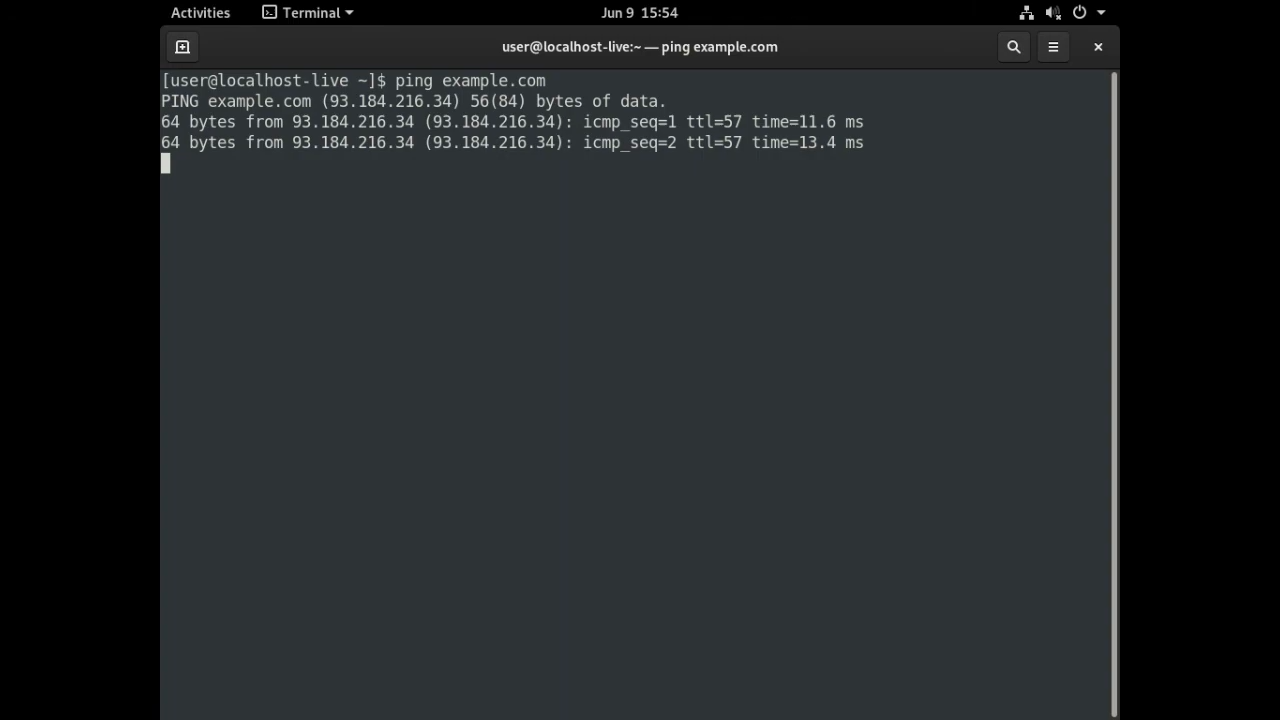 Activities Terminal Jun 9 15:54
user@localhost-live:~ — ping example.com
[user@localhost-live ~]$ ping example.com
PING example.com (93.184.216.34) 56(84) bytes of data.
64 bytes from 93.184.216.34 (93.184.216.34): icmp_seq=1 ttl=57 time=11.6 ms
64 bytes from 93.184.216.34 (93.184.216.34): icmp_seq=2 ttl=57 time=13.4 ms